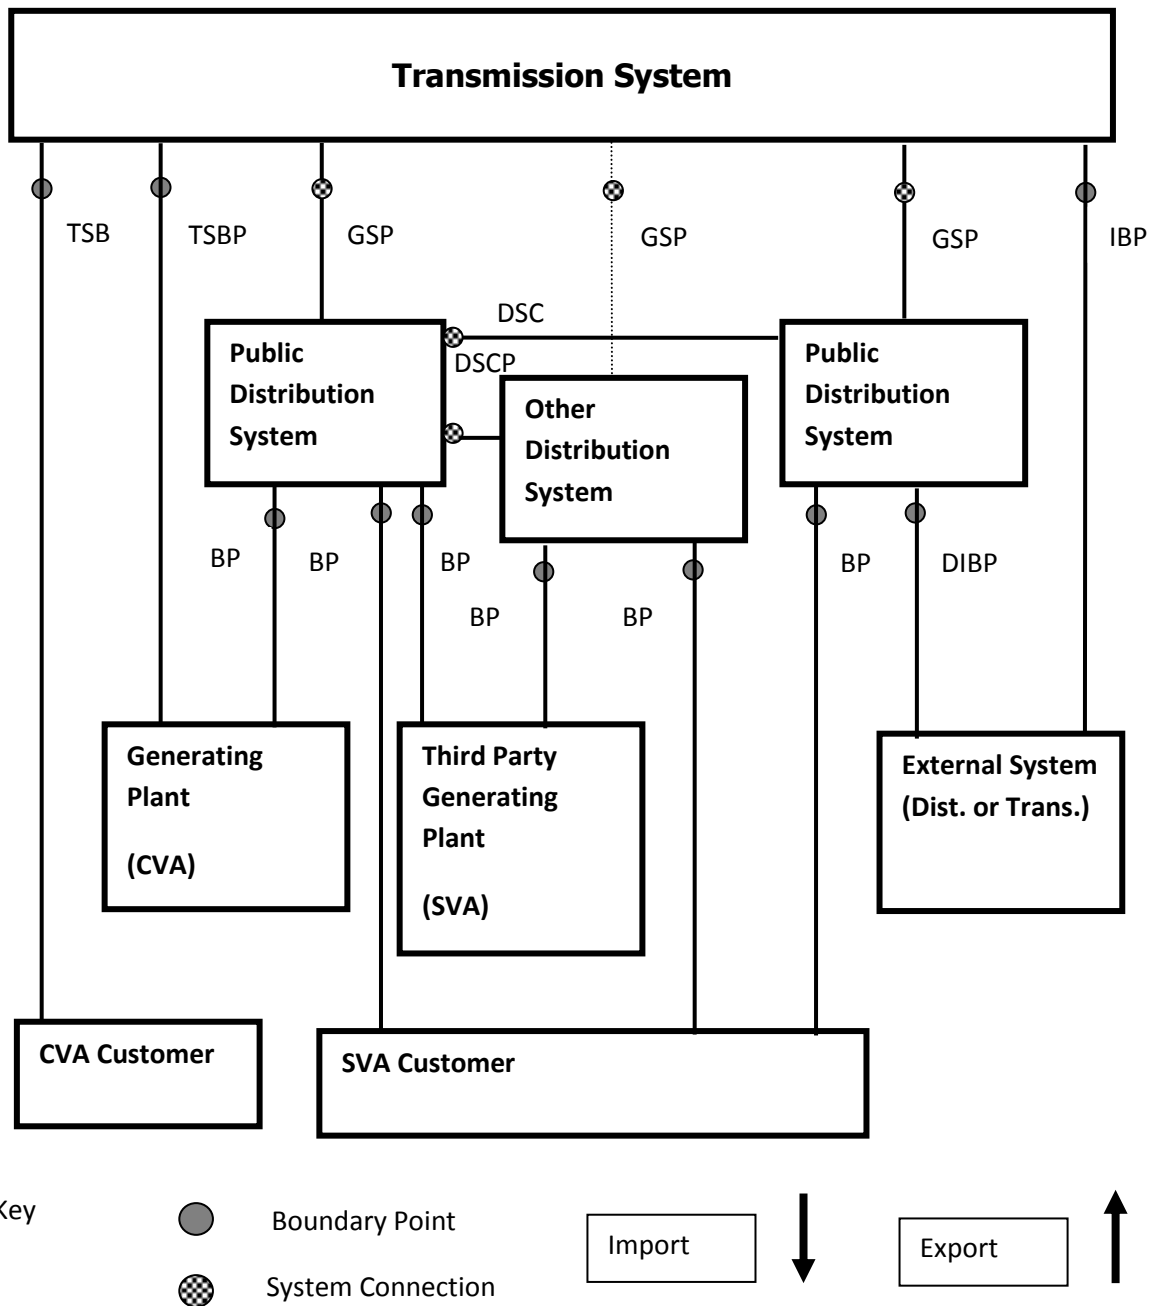 Transmission System
TSB
TSBP
GSP
GSP
GSP
IBP
DSC
DSCP
Public
Distribution
System
Other
Distribution
System
Public
Distribution
System
BP
BP
BP
BP
BP
BP
DIBP
Generating
Plant
(CVA)
Third Party
Generating
Plant
(SVA)
External System
(Dist. or Trans.)
CVA Customer
SVA Customer
Key
Boundary Point
Import
Export
System Connection